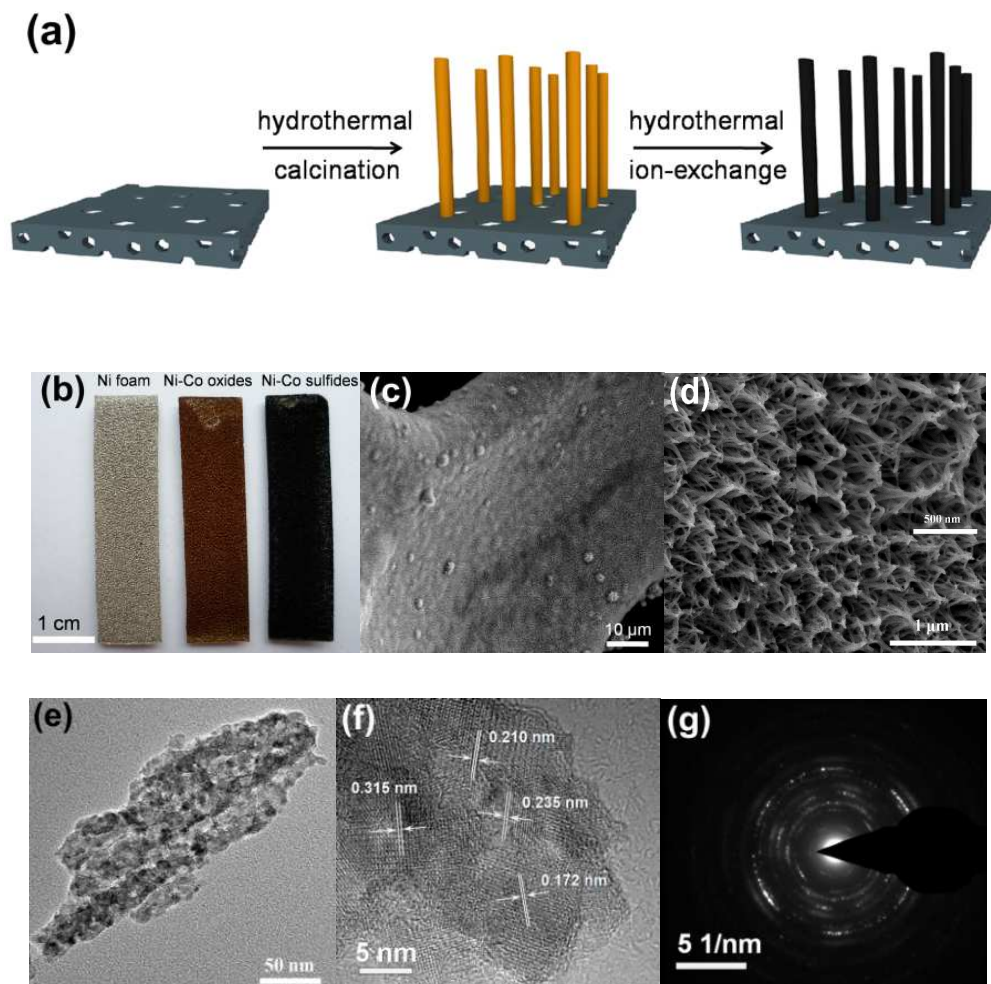 (a)
hydrothermal
calcination
hydrothermal
ion-exchange
(b)
Ni foam
Ni-Co oxides
Ni-Co sulfides
1 cm
(c)
10 µm
(d)
500 nm
1 µm
(e)
50 nm
(f)
0.210 nm
0.315 nm
0.235 nm
0.172 nm
5 nm
(g)
5 1/nm